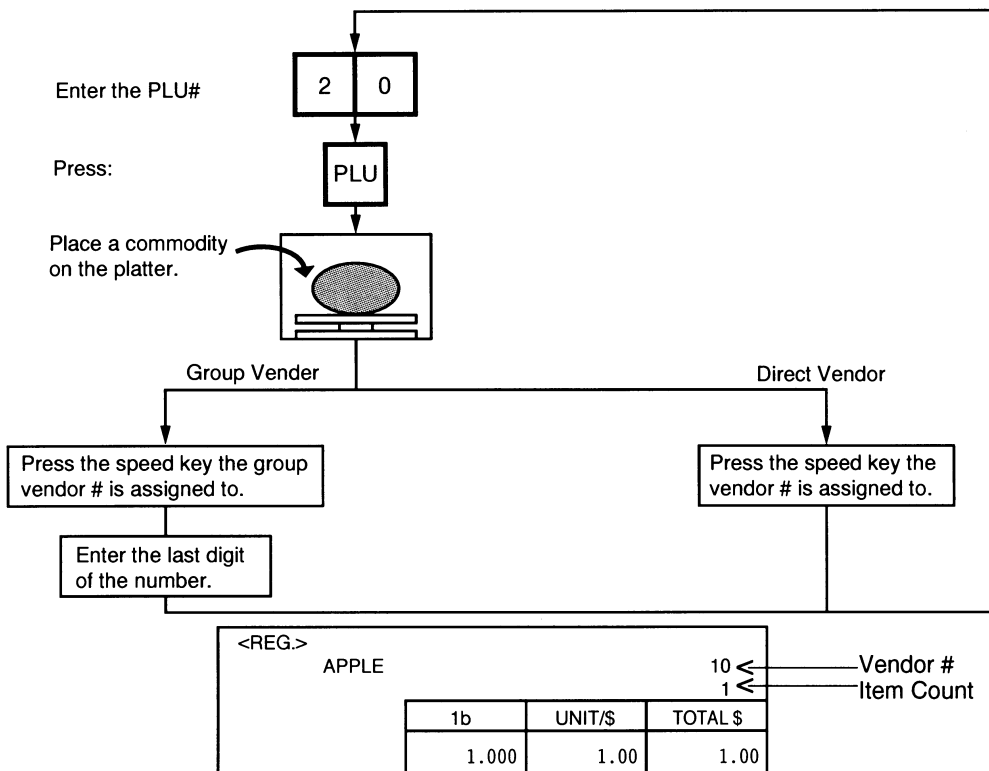 Enter the PLU#
2 0
Press:
PLU
Place a commodity
on the platter.
Group Vender
Direct Vendor
Press the speed key the group
vendor # is assigned to.
Press the speed key the
vendor # is assigned to.
Enter the last digit
of the number.
<REG.>
APPLE
10
Vendor #
1
Item Count
1b UNIT/$ TOTAL $
1.000 1.00 1.00